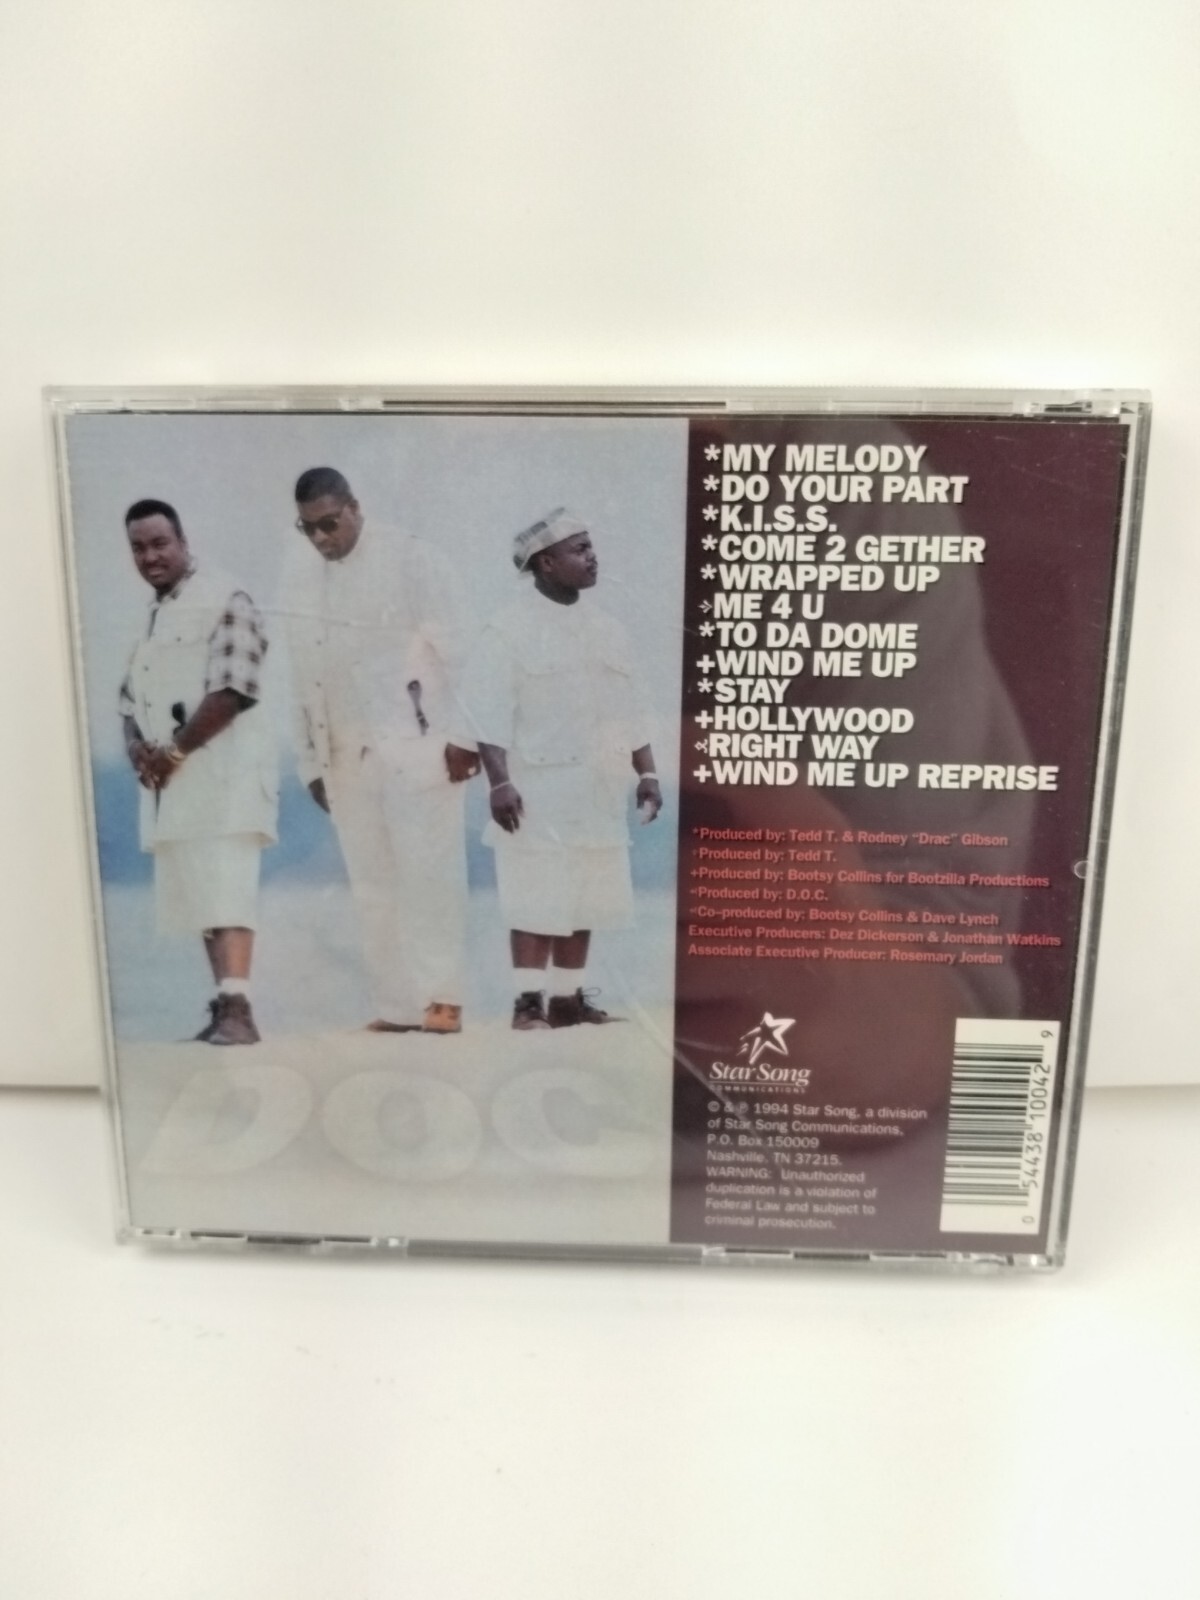 *MY MELODY
*DO YOUR PART
*K.I.S.S.
*COME 2 GETHER
*WRAPPED UP
÷ME 4 U
*TO DA DOME
+WIND ME UP
*STAY
+HOLLYWOOD
RIGHT WAY
+WIND ME UP REPRISE
*Produced by: Tedd T. & Rodney "Drac" Gibson
÷Produced by: Tedd T.
+Produced by: Bootsy Collins for Bootzilla Productions
Produced by: D.O.C.
Co-produced by: Bootsy Collins & Dave Lynch
Executive Producers: Dez Dickerson & Jonathan Watkins
Associate Executive Producer: Rosemary Jordan
Star Song
COMMUNICATIONS
© & ℗ 1994 Star Song, a division
of Star Song Communications,
P.O. Box 150009
Nashville, TN 37215.
WARNING: Unauthorized
duplication is a violation of
Federal Law and subject to
criminal prosecution.
0 54438 10042 9
DOC